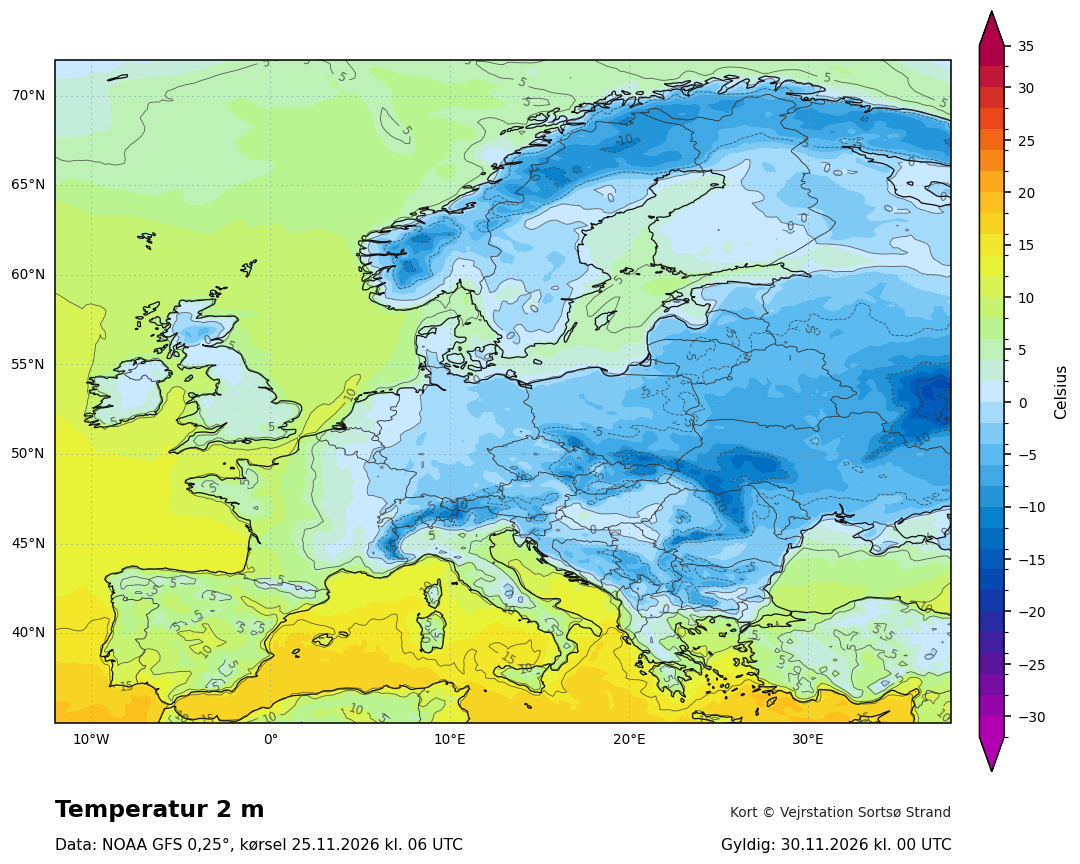 70°N
65°N
60°N
55°N
50°N
45°N
40°N
10°W 0° 10°E 20°E 30°E
35
30
25
20
15
10
5
0
−5
−10
−15
−20
−25
−30
Celsius
Temperatur 2 m
Kort © Vejrstation Sortsø Strand
Data: NOAA GFS 0,25°, kørsel 25.11.2026 kl. 06 UTC
Gyldig: 30.11.2026 kl. 00 UTC